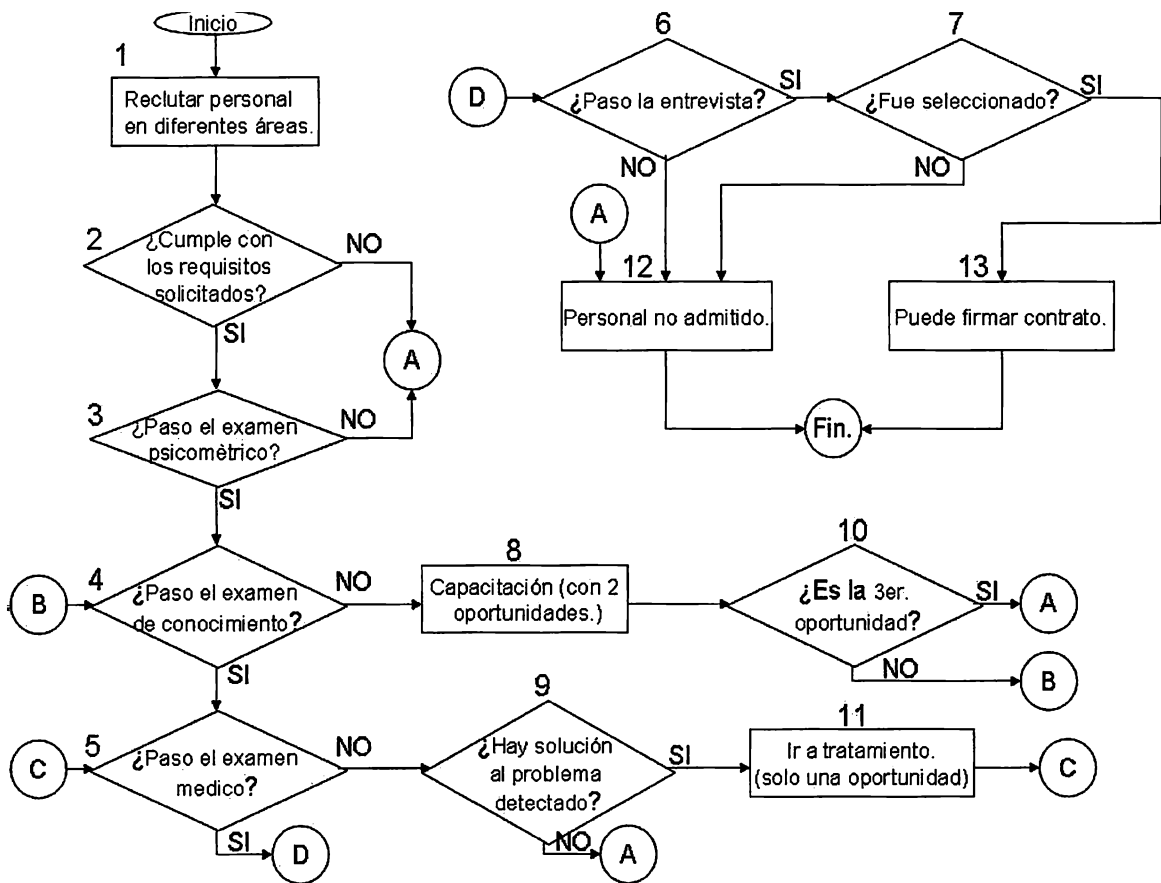 Inicio
1
Reclutar personal
en diferentes áreas.
2
¿Cumple con
los requisitos
solicitados?
NO
SI
A
3
¿Paso el examen
psicomètrico?
NO
SI
B
4
¿Paso el examen
de conocimiento?
NO
SI
8
Capacitación (con 2
oportunidades.)
10
¿Es la 3er.
oportunidad?
SI
A
NO
B
C
5
¿Paso el examen
medico?
NO
SI
D
9
¿Hay solución
al problema
detectado?
SI
NO
A
11
Ir a tratamiento.
(solo una oportunidad)
C
D
6
¿Paso la entrevista?
SI
NO
7
¿Fue seleccionado?
SI
NO
A
12
Personal no admitido.
13
Puede firmar contrato.
Fin.